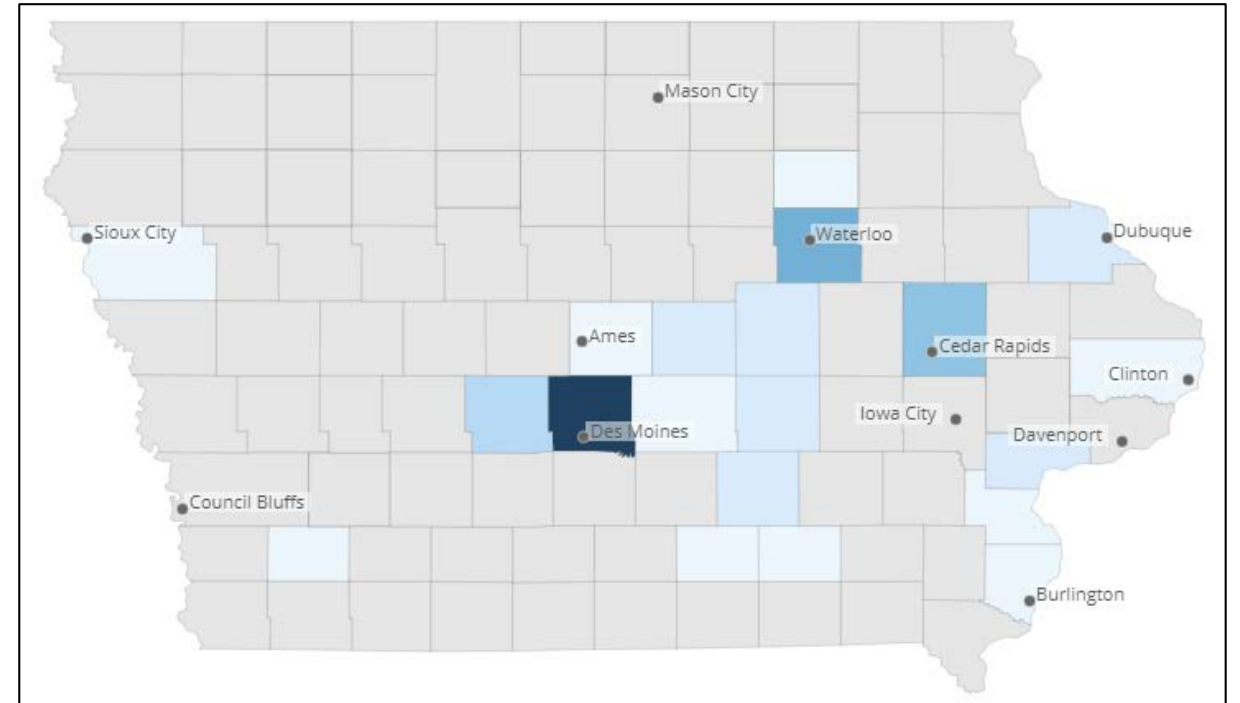 Mason City
Sioux City
Waterloo
Dubuque
Ames
Cedar Rapids
Clinton
Iowa City
Des Moines
Davenport
Council Bluffs
Burlington